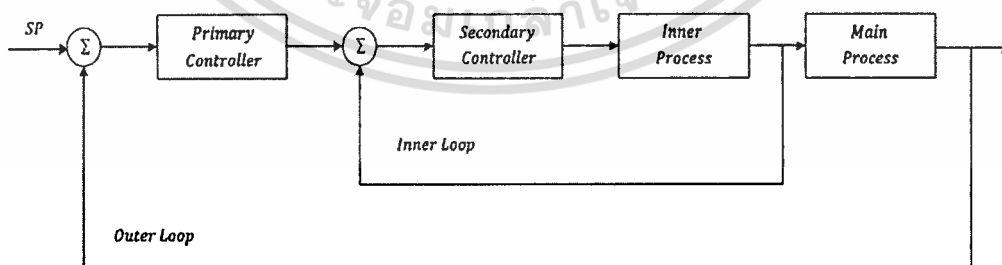 SP
Σ
Primary
Controller
Σ
Secondary
Controller
Inner
Process
Main
Process
Inner Loop
Outer Loop